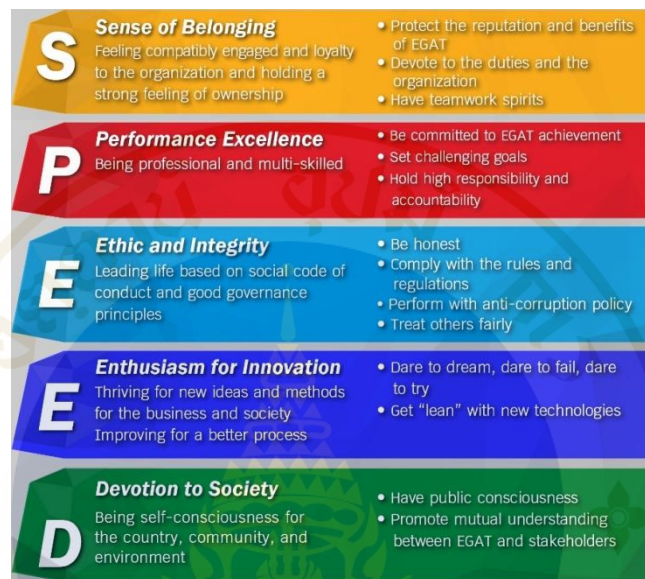 S
Sense of Belonging
Feeling compatibly engaged and loyalty
to the organization and holding a
strong feeling of ownership
• Protect the reputation and benefits
of EGAT
• Devote to the duties and the
organization
• Have teamwork spirits
P
Performance Excellence
Being professional and multi-skilled
• Be committed to EGAT achievement
• Set challenging goals
• Hold high responsibility and
accountability
E
Ethic and Integrity
Leading life based on social code of
conduct and good governance
principles
• Be honest
• Comply with the rules and
regulations
• Perform with anti-corruption policy
• Treat others fairly
E
Enthusiasm for Innovation
Thriving for new ideas and methods
for the business and society
Improving for a better process
• Dare to dream, dare to fail, dare
to try
• Get “lean” with new technologies
D
Devotion to Society
Being self-consciousness for
the country, community, and
environment
• Have public consciousness
• Promote mutual understanding
between EGAT and stakeholders